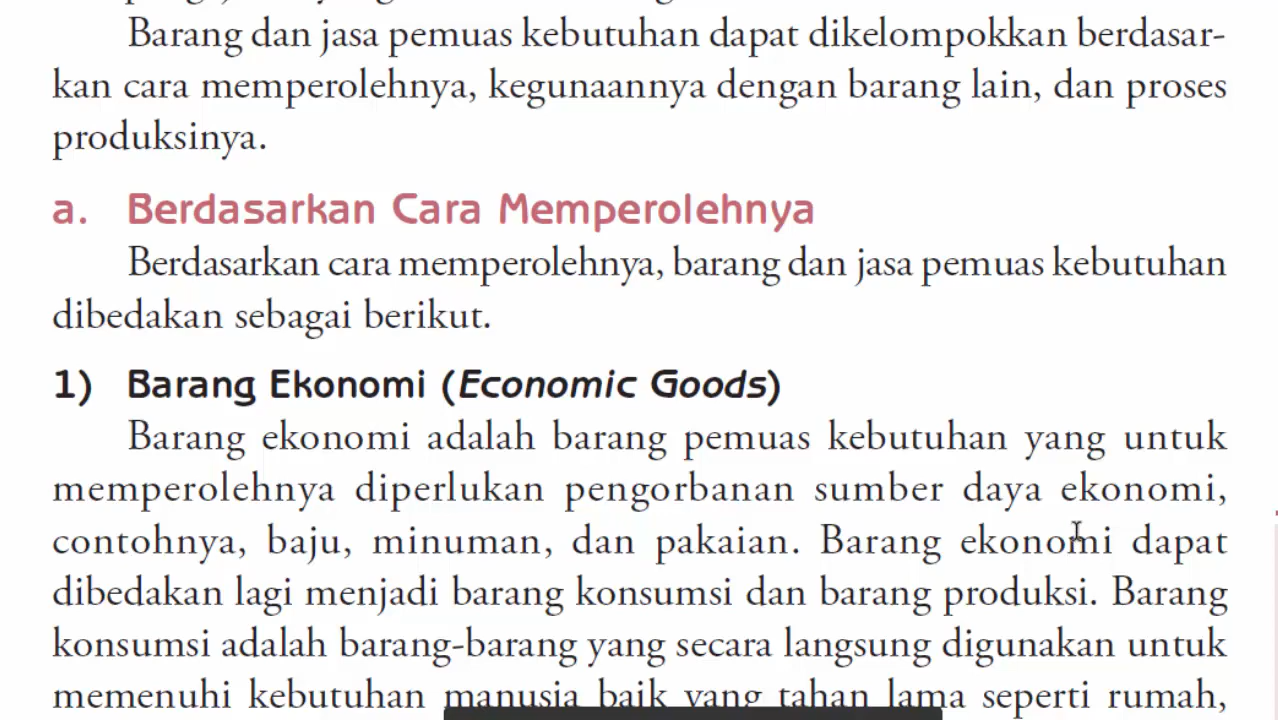 Barang dan jasa pemuas kebutuhan dapat dikelompokkan berdasar-
kan cara memperolehnya, kegunaannya dengan barang lain, dan proses
produksinya.
a. Berdasarkan Cara Memperolehnya
Berdasarkan cara memperolehnya, barang dan jasa pemuas kebutuhan
dibedakan sebagai berikut.
1) Barang Ekonomi (Economic Goods)
Barang ekonomi adalah barang pemuas kebutuhan yang untuk
memperolehnya diperlukan pengorbanan sumber daya ekonomi,
contohnya, baju, minuman, dan pakaian. Barang ekonomi dapat
dibedakan lagi menjadi barang konsumsi dan barang produksi. Barang
konsumsi adalah barang-barang yang secara langsung digunakan untuk
memenuhi kebutuhan manusia baik yang tahan lama seperti rumah,